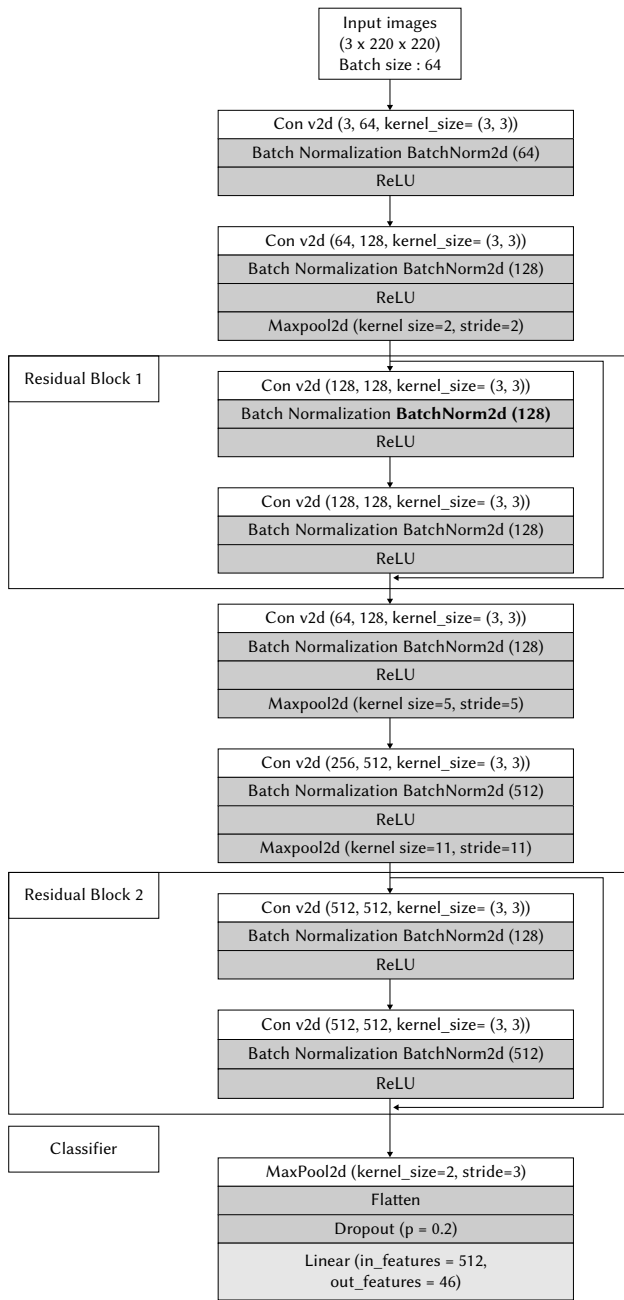 Input images
(3 x 220 x 220)
Batch size : 64
Con v2d (3, 64, kernel_size= (3, 3))
Batch Normalization BatchNorm2d (64)
ReLU
Con v2d (64, 128, kernel_size= (3, 3))
Batch Normalization BatchNorm2d (128)
ReLU
Maxpool2d (kernel size=2, stride=2)
Residual Block 1
Con v2d (128, 128, kernel_size= (3, 3))
Batch Normalization BatchNorm2d (128)
ReLU
Con v2d (128, 128, kernel_size= (3, 3))
Batch Normalization BatchNorm2d (128)
ReLU
Con v2d (64, 128, kernel_size= (3, 3))
Batch Normalization BatchNorm2d (128)
ReLU
Maxpool2d (kernel size=5, stride=5)
Con v2d (256, 512, kernel_size= (3, 3))
Batch Normalization BatchNorm2d (512)
ReLU
Maxpool2d (kernel size=11, stride=11)
Residual Block 2
Con v2d (512, 512, kernel_size= (3, 3))
Batch Normalization BatchNorm2d (128)
ReLU
Con v2d (512, 512, kernel_size= (3, 3))
Batch Normalization BatchNorm2d (512)
ReLU
Classifier
MaxPool2d (kernel_size=2, stride=3)
Flatten
Dropout (p = 0.2)
Linear (in_features = 512,
out_features = 46)